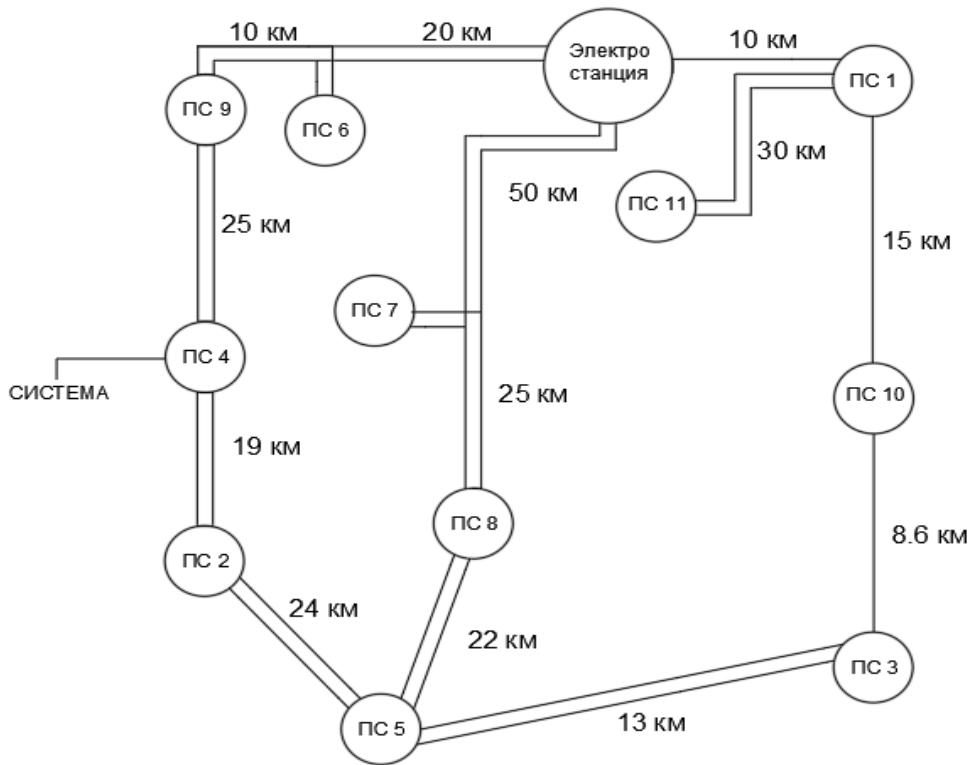 10 км
20 км
Электро
станция
10 км
ПС 9
ПС 6
ПС 1
30 км
50 км
ПС 11
25 км
15 км
ПС 7
ПС 4
СИСТЕМА
25 км
ПС 10
19 км
ПС 8
ПС 2
8.6 км
24 км
22 км
ПС 3
ПС 5
13 км